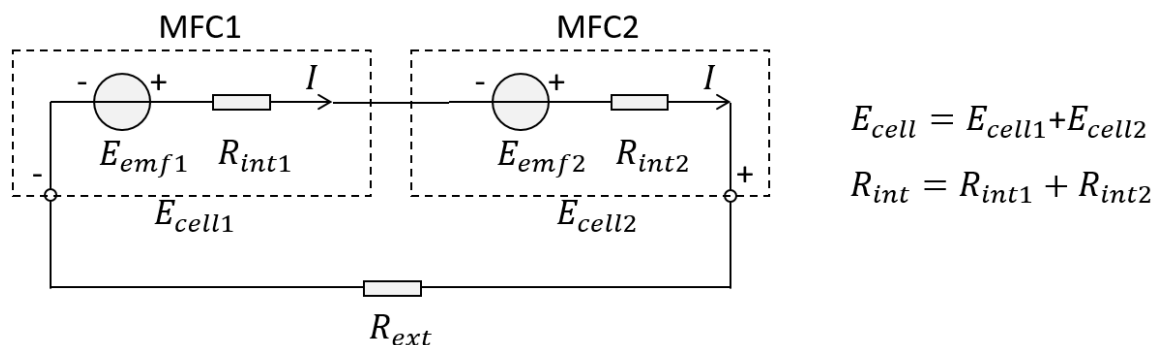 MFC1 MFC2
- + I - + I
E_emf1 R_int1 E_emf2 R_int2
- +
E_cell1 E_cell2
R_ext
E_cell = E_cell1+E_cell2
R_int = R_int1 + R_int2